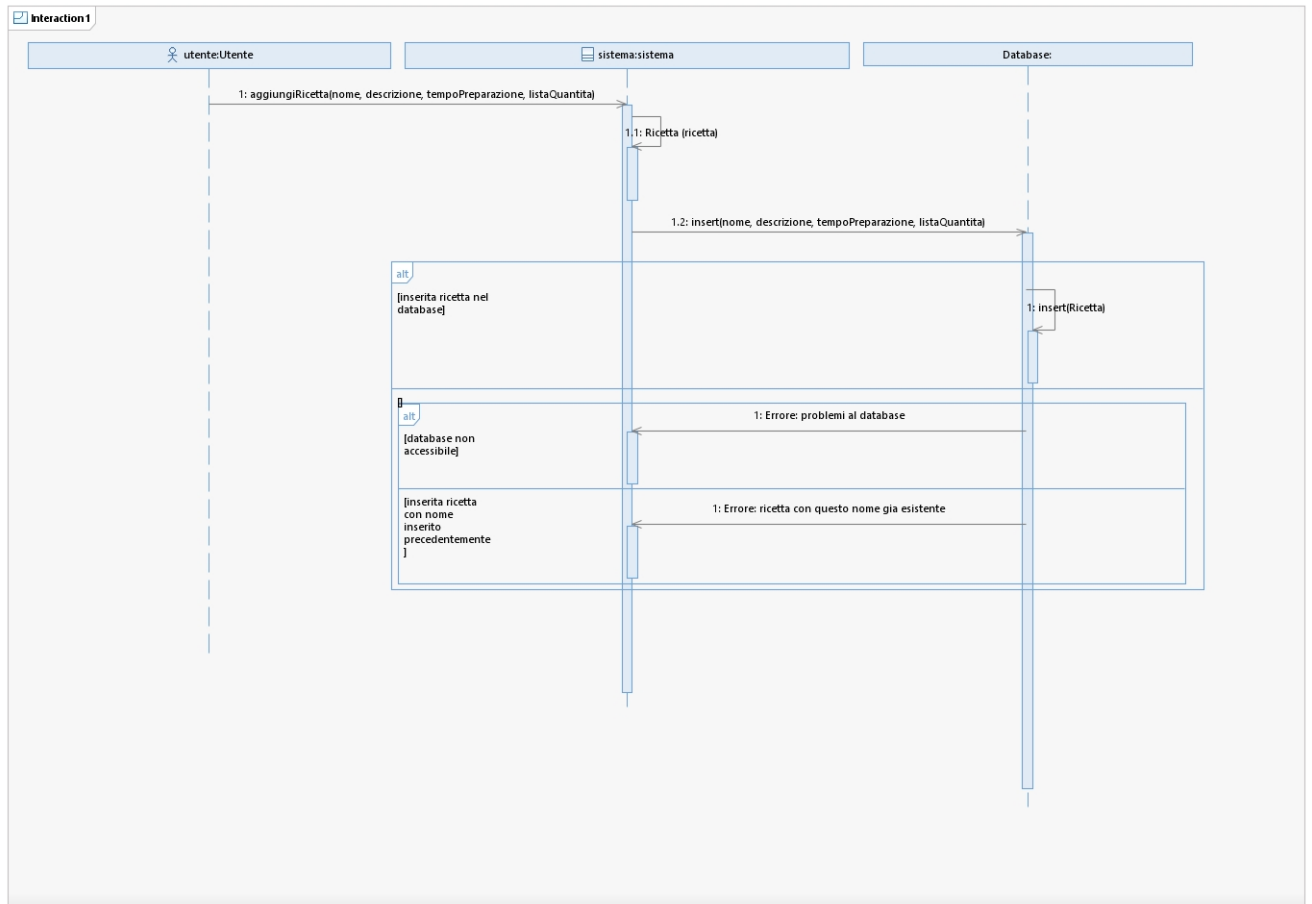 Interaction1
utente:Utente
sistema:sistema
Database:
1: aggiungiRicetta(nome, descrizione, tempoPreparazione, listaQuantita)
1.1: Ricetta (ricetta)
1.2: insert(nome, descrizione, tempoPreparazione, listaQuantita)
alt
[inserita ricetta nel
database]
1: insert(Ricetta)
[]
alt
1: Errore: problemi al database
[database non
accessibile]
[inserita ricetta
con nome
inserito
precedentemente
]
1: Errore: ricetta con questo nome gia esistente